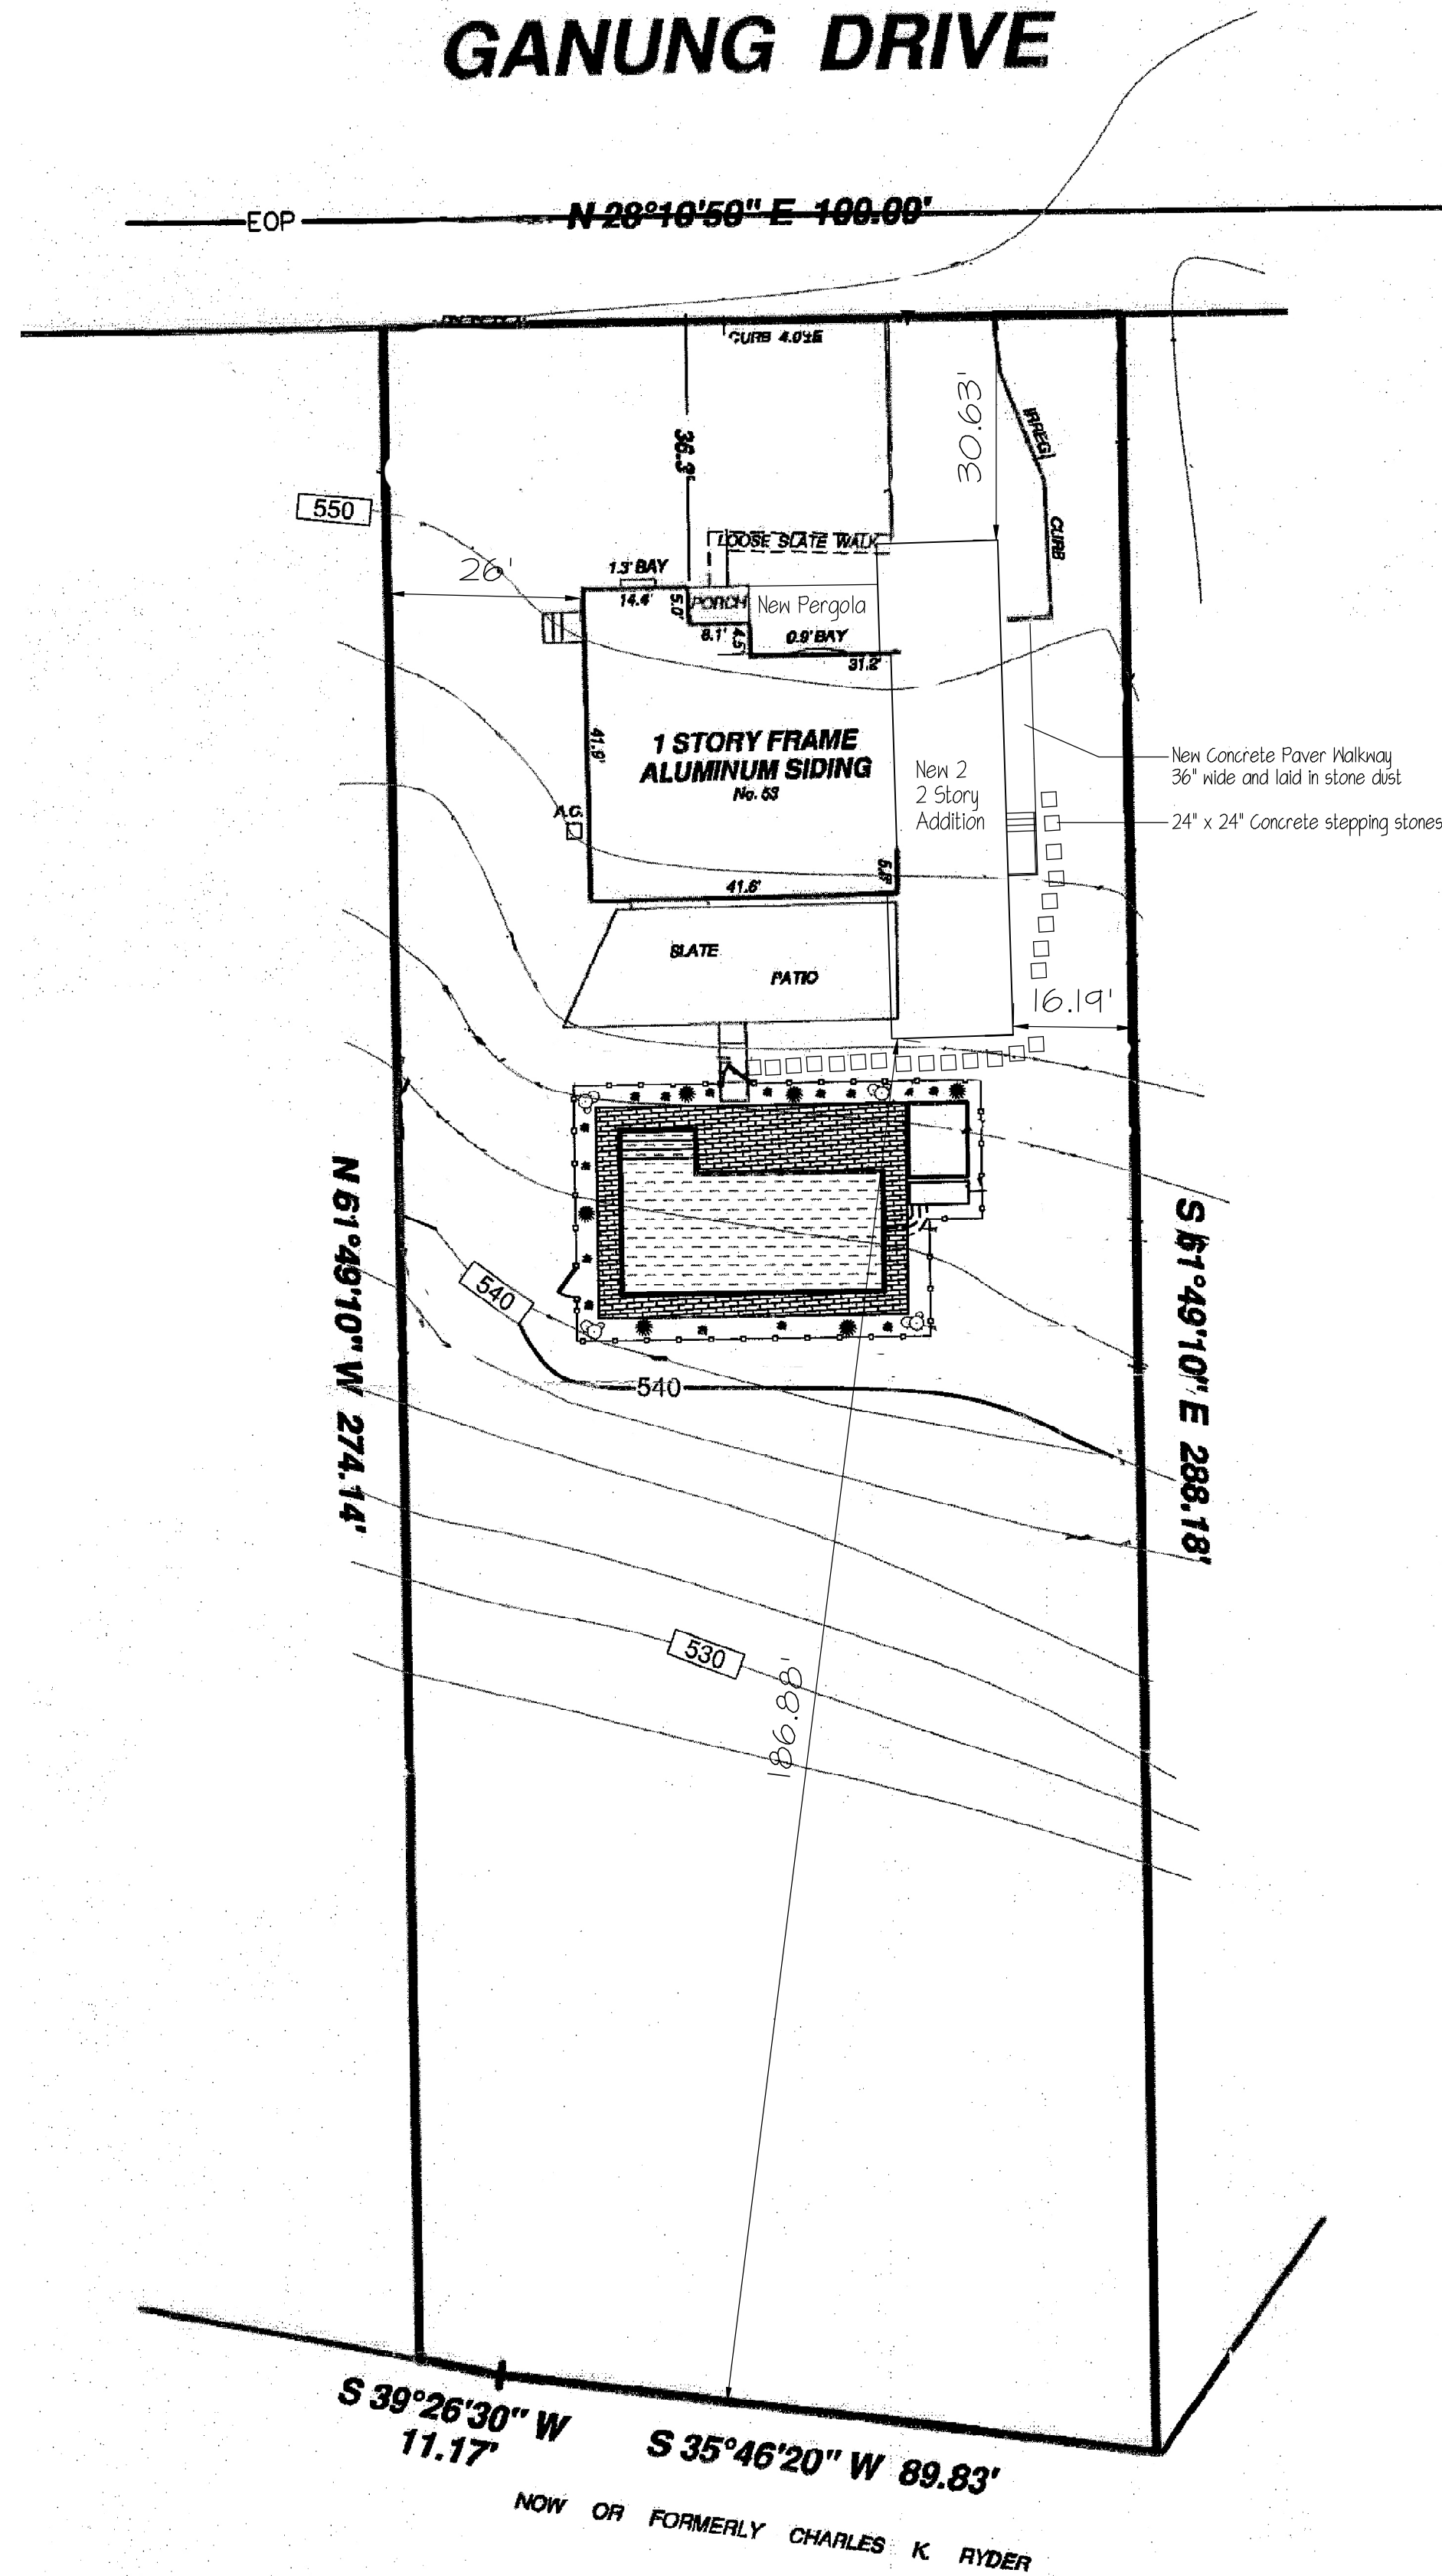 GANUNG DRIVE
EOP
N 28°10'50" E 100.00'
CURB 4.0'±E
30.63'
36.3'
IRREG
CURB
550
LOOSE SLATE WALK
26'
1.3' BAY
14.4'
5.0'
PORCH
New Pergola
8.1'
4.5'
0.9' BAY
31.2'
41.9'
1 STORY FRAME
ALUMINUM SIDING
No. 53
New 2
2 Story
Addition
New Concrete Paver Walkway
36" wide and laid in stone dust
A.C.
24" x 24" Concrete stepping stones
41.6'
5.8'
SLATE
PATIO
16.19'
N 61°49'10" W 274.14'
S 61°49'10" E 288.18'
540
540
530
186.88'
S 39°26'30" W
11.17'
S 35°46'20" W 89.83'
NOW OR FORMERLY CHARLES K. RYDER